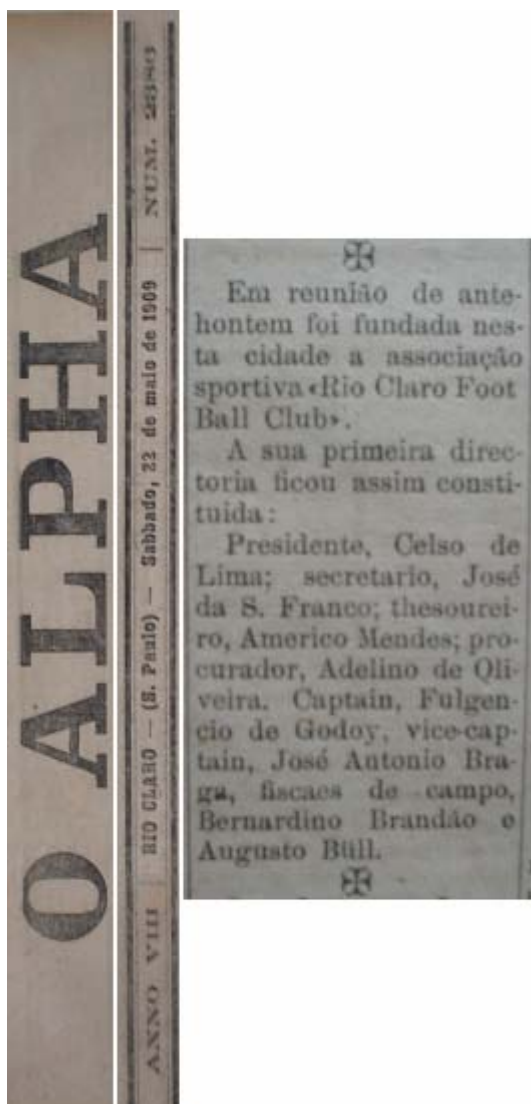 O ALPHA
ANNO VIII | RIO CLARO — (S. Paulo) — Sabbado, 22 de maio de 1909 | NUM.
Em reunião de ante-
hontem foi fundada nes-
ta cidade a associação
sportiva «Rio Claro Foot
Ball Club».
A sua primeira direc-
toria ficou assim consti-
tuida:
Presidente, Celso de
Lima; secretario, José
da S. Franco; thesourei-
ro, Americo Mendes; pro-
curador, Adelino de Oli-
veira. Captain, Fulgen-
cio de Godoy, vice-cap-
tain, José Antonio Bra-
ga, fiscaes de campo,
Bernardino Brandão e
Augusto Büll.